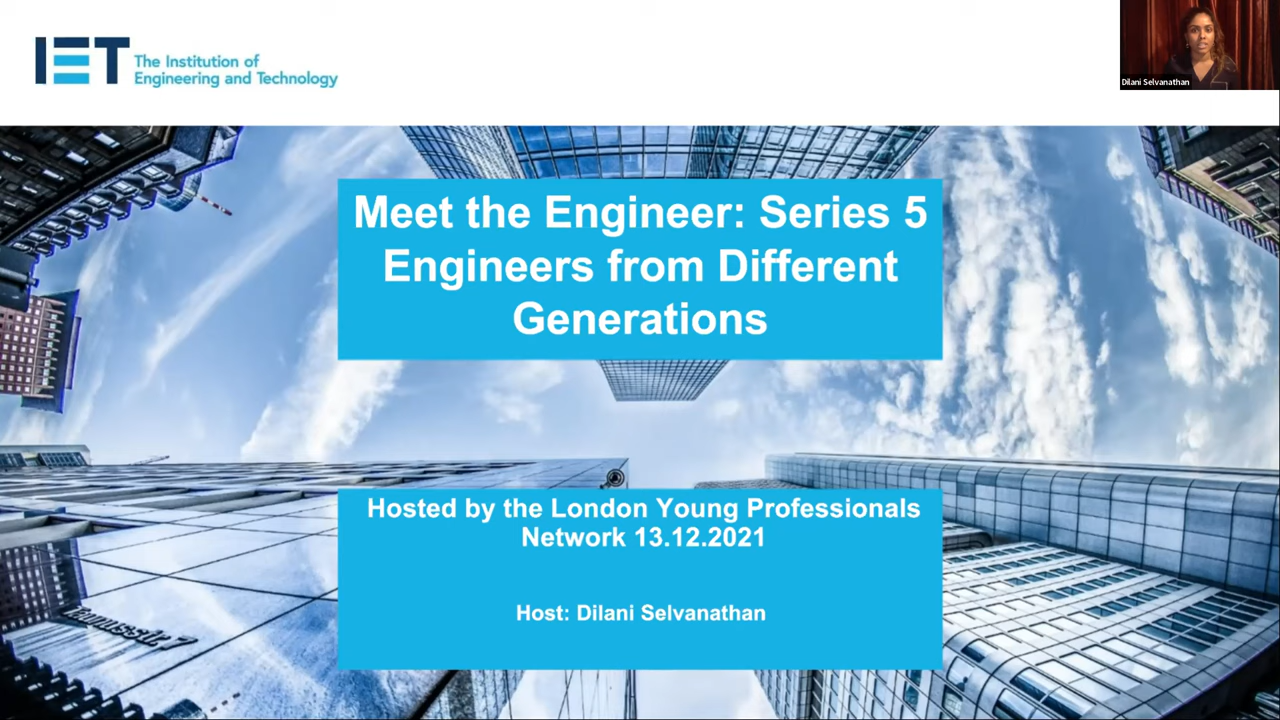 IET
The Institution of
Engineering and Technology
Dilani Selvanathan
Meet the Engineer: Series 5
Engineers from Different
Generations
Hosted by the London Young Professionals
Network 13.12.2021
Host: Dilani Selvanathan